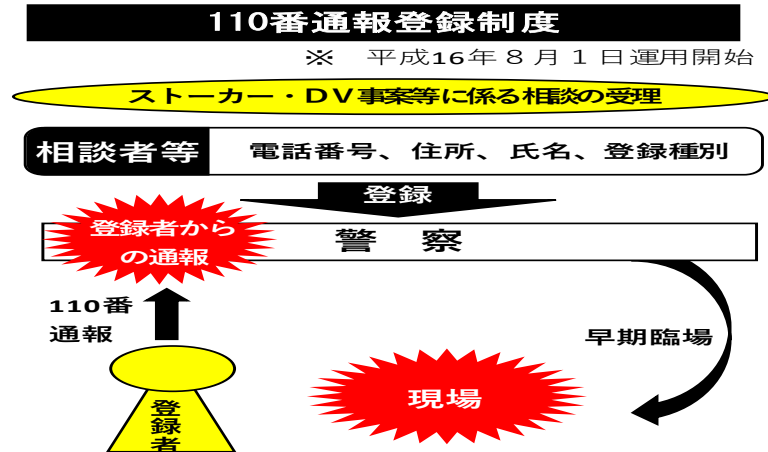 110番通報登録制度
※　平成16年８月１日運用開始
ストーカー・ＤＶ事案等に係る相談の受理
相談者等
電話番号、住所、氏名、登録種別
登録
登録者から
の通報
警　察
110番
通報
早期臨場
現場
登録者